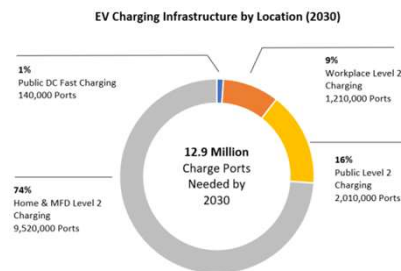 EV Charging Infrastructure by Location (2030)
1%
Public DC Fast Charging
140,000 Ports
9%
Workplace Level 2
Charging
1,210,000 Ports
12.9 Million
Charge Ports
Needed by
2030
16%
Public Level 2
Charging
2,010,000 Ports
74%
Home & MFD Level 2
Charging
9,520,000 Ports